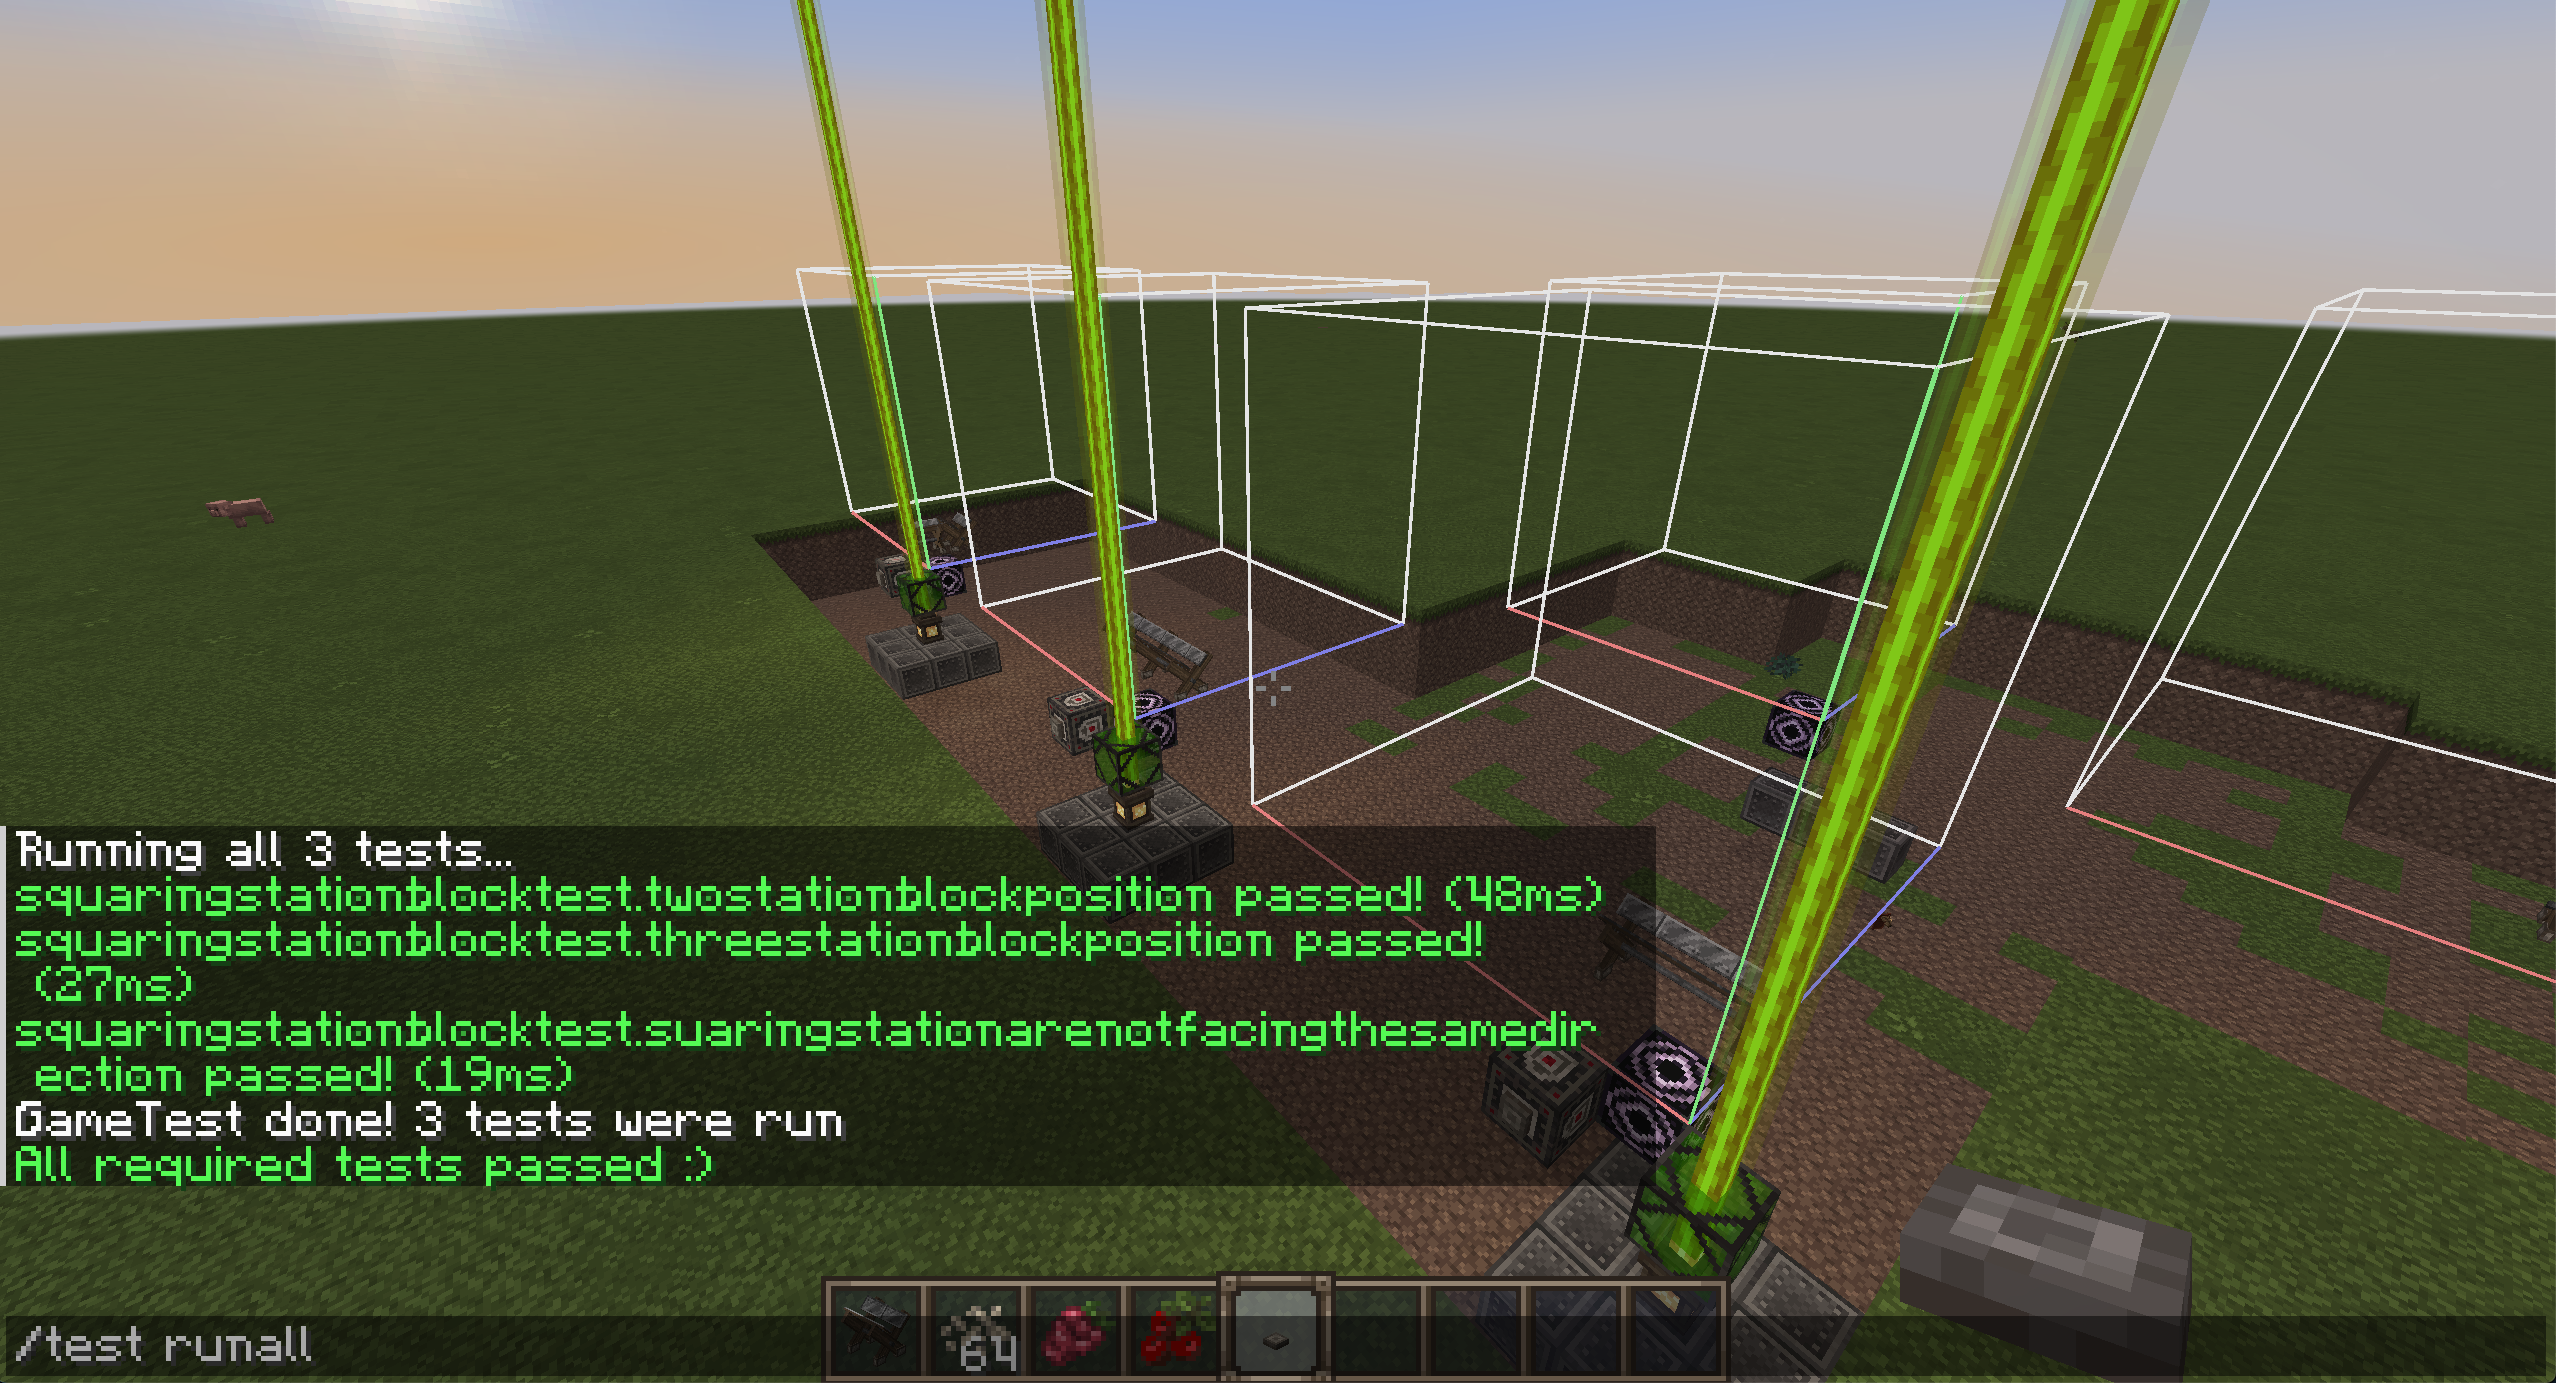 Running all 3 tests...
squaringstationblocktest.twostationblockposition passed! (48ms)
squaringstationblocktest.threestationblockposition passed!
(27ms)
squaringstationblocktest.suaringstationarenotfacingthesamedir
ection passed! (19ms)
GameTest done! 3 tests were run
All required tests passed :)
64
/test runall